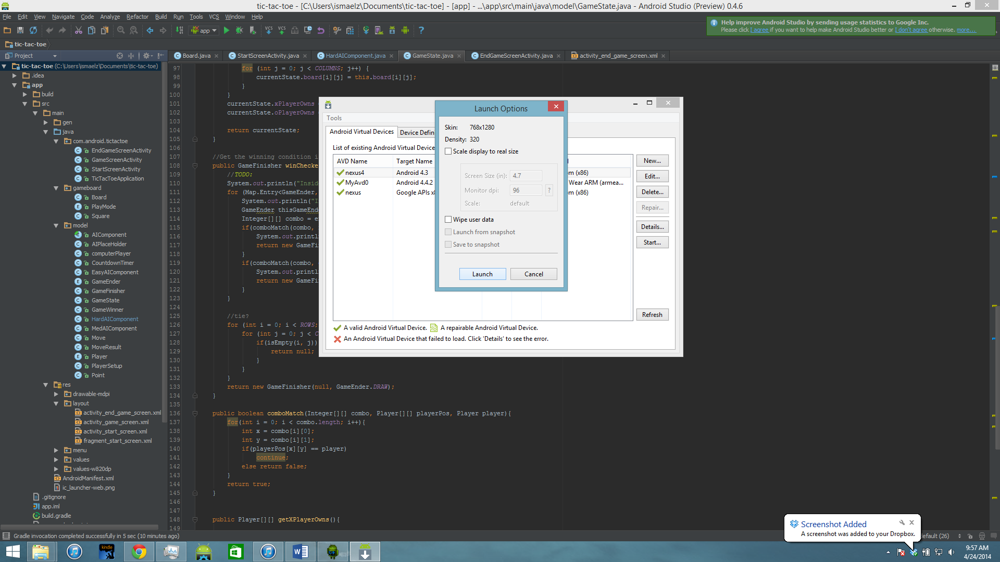 tic-tac-toe - [C:\Users\ismaelz\Documents\tic-tac-toe] - [app] - ...\app\src\main\java\model\GameState.java - Android Studio (Preview) 0.4.6
File Edit View Navigate Code Analyze Refactor Build Run Tools VCS Window Help
app
Help improve Android Studio by sending usage statistics to Google Inc.
Please click I agree if you want to help make Android Studio better or I don't agree otherwise. more...
tic-tac-toe
Project
Board.java StartScreenActivity.java HardAIComponent.java GameState.java EndGameScreenActivity.java activity_end_game_screen.xml
tic-tac-toe (C:\Users\ismaelz\Documents\tic-tac-toe)
.idea
app
build
src
main
gen
java
com.android.tictactoe
EndGameScreenActivity
GameScreenActivity
StartScreenActivity
TicTacToeApplication
gameboard
Board
PlayMode
Square
model
AIComponent
AIPlaceHolder
computerPlayer
CountdownTimer
EasyAIComponent
GameEnder
GameFinisher
GameState
GameWinner
HardAIComponent
MedAIComponent
Move
MoveResult
Player
PlayerSetup
Point
res
drawable-mdpi
layout
activity_end_game_screen.xml
activity_game_screen.xml
activity_start_screen.xml
fragment_start_screen.xml
menu
values
values-w820dp
AndroidManifest.xml
ic_launcher-web.png
.gitignore
app.iml
build.gradle
97 for (int j = 0; j < COLUMNS; j++) {
98 currentState.board[i][j] = this.board[i][j];
99 }
100 }
101 currentState.xPlayerOwns
102 currentState.oPlayerOwns
103
104 return currentState;
105 }
106
107 //Get the winning condition i
108 public GameFinisher winChecke
109 //TODO:
110 System.out.println("Insid
111 for (Map.Entry<GameEnder,
112 System.out.println("I
113 GameEnder thisGameEnd
114 Integer[][] combo = e
115 if(comboMatch(combo,
116 System.out.printl
117 return new GameFi
118 }
119 if(comboMatch(combo,
120 System.out.printl
121 return new GameFi
122 }
123 }
124
125 //tie?
126 for (int i = 0; i < ROWS;
127 for (int j = 0; j < C
128 if(isEmpty(i, j))
129 return null;
130 }
131 }
132 }
133 return new GameFinisher(null, GameEnder.DRAW);
134 }
135
136 public boolean comboMatch(Integer[][] combo, Player[][] playerPos, Player player){
137 for(int i = 0; i < combo.length; i++){
138 int x = combo[i][0];
139 int y = combo[i][1];
140 if(playerPos[x][y] == player)
141 continue;
142 else return false;
143 }
144 return true;
145 }
146
147
148 public Player[][] getXPlayerOwns(){
149
Tools
Android Virtual Devices Device Defin
List of existing Android Virtual Device
AVD Name Target Name
nexus4 Android 4.3 m (x86)
MyAvd0 Android 4.4.2 Wear ARM (armea...
nexus Google APIs x m (x86)
New...
Edit...
Delete...
Repair...
Details...
Start...
Refresh
A valid Android Virtual Device. A repairable Android Virtual Device.
An Android Virtual Device that failed to load. Click 'Details' to see the error.
Launch Options
Skin: 768x1280
Density: 320
Scale display to real size
Screen Size (in): 4.7
Monitor dpi: 96 ?
Scale: default
Wipe user data
Launch from snapshot
Save to snapshot
Launch Cancel
Screenshot Added
A screenshot was added to your Dropbox.
Gradle invocation completed successfully in 5 sec (10 minutes ago)
default (26)
kindle
9:57 AM
4/24/2014